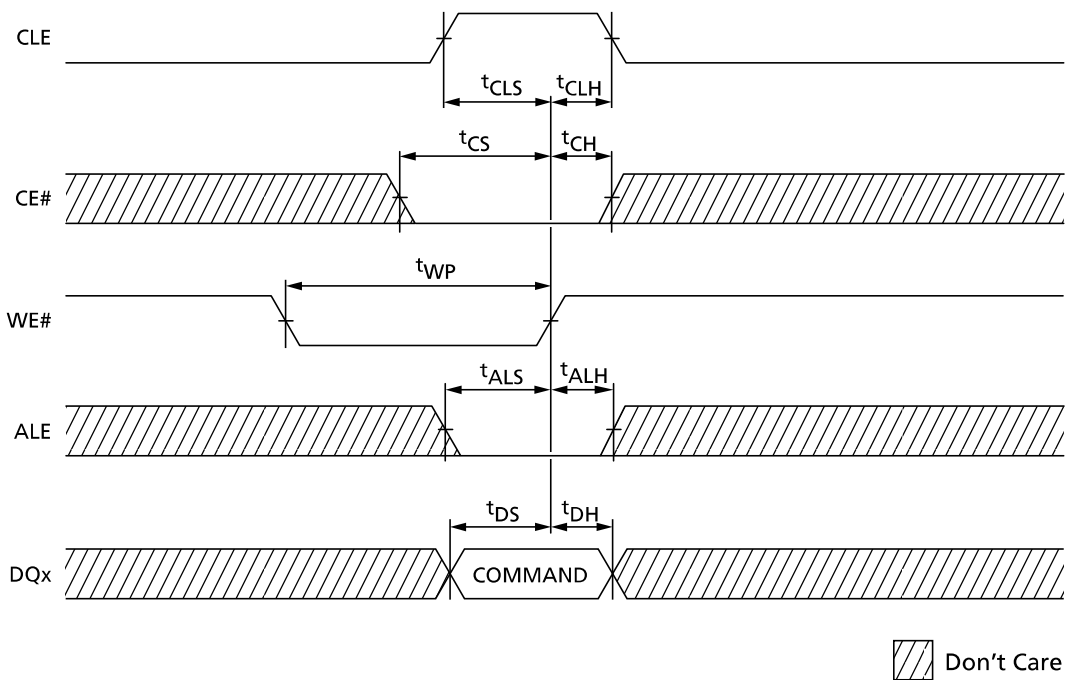 CLE
tCLS
tCLH
tCS
tCH
CE#
tWP
WE#
tALS
tALH
ALE
tDS
tDH
DQx
COMMAND
Don't Care